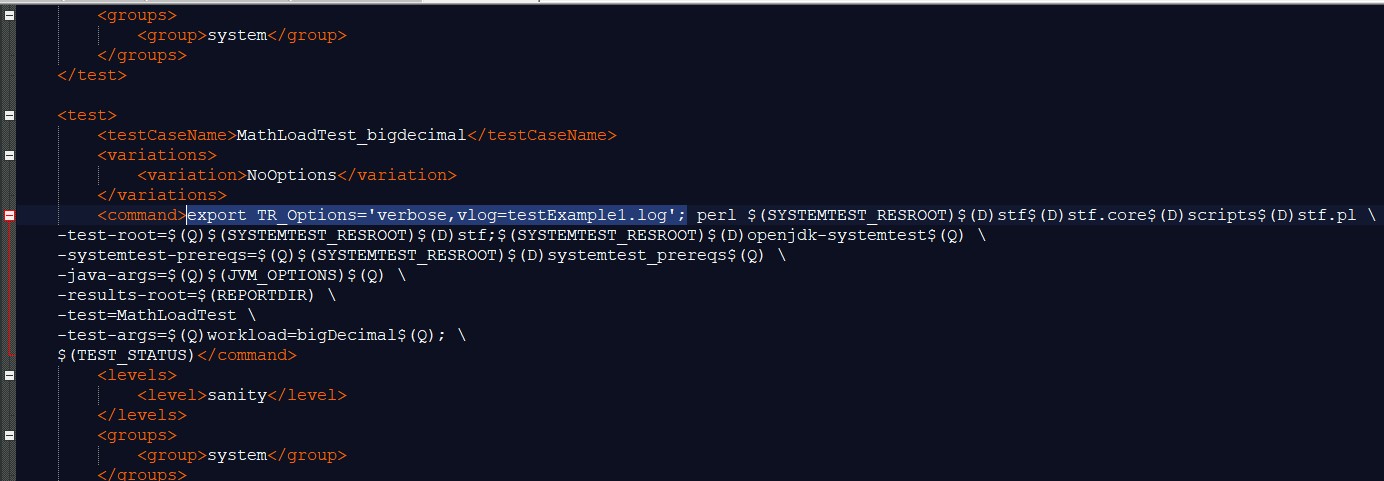 <groups>
<group>system</group>
</groups>
</test>
<test>
<testCaseName>MathLoadTest_bigdecimal</testCaseName>
<variations>
<variation>NoOptions</variation>
</variations>
<command>export TR_Options='verbose,vlog=testExample1.log'; perl $(SYSTEMTEST_RESROOT)$(D)stf$(D)stf.core$(D)scripts$(D)stf.pl \
-test-root=$(Q)$(SYSTEMTEST_RESROOT)$(D)stf;$(SYSTEMTEST_RESROOT)$(D)openjdk-systemtest$(Q) \
-systemtest-prereqs=$(Q)$(SYSTEMTEST_RESROOT)$(D)systemtest_prereqs$(Q) \
-java-args=$(Q)$(JVM_OPTIONS)$(Q) \
-results-root=$(REPORTDIR) \
-test=MathLoadTest \
-test-args=$(Q)workload=bigDecimal$(Q); \
$(TEST_STATUS)</command>
<levels>
<level>sanity</level>
</levels>
<groups>
<group>system</group>
</groups>